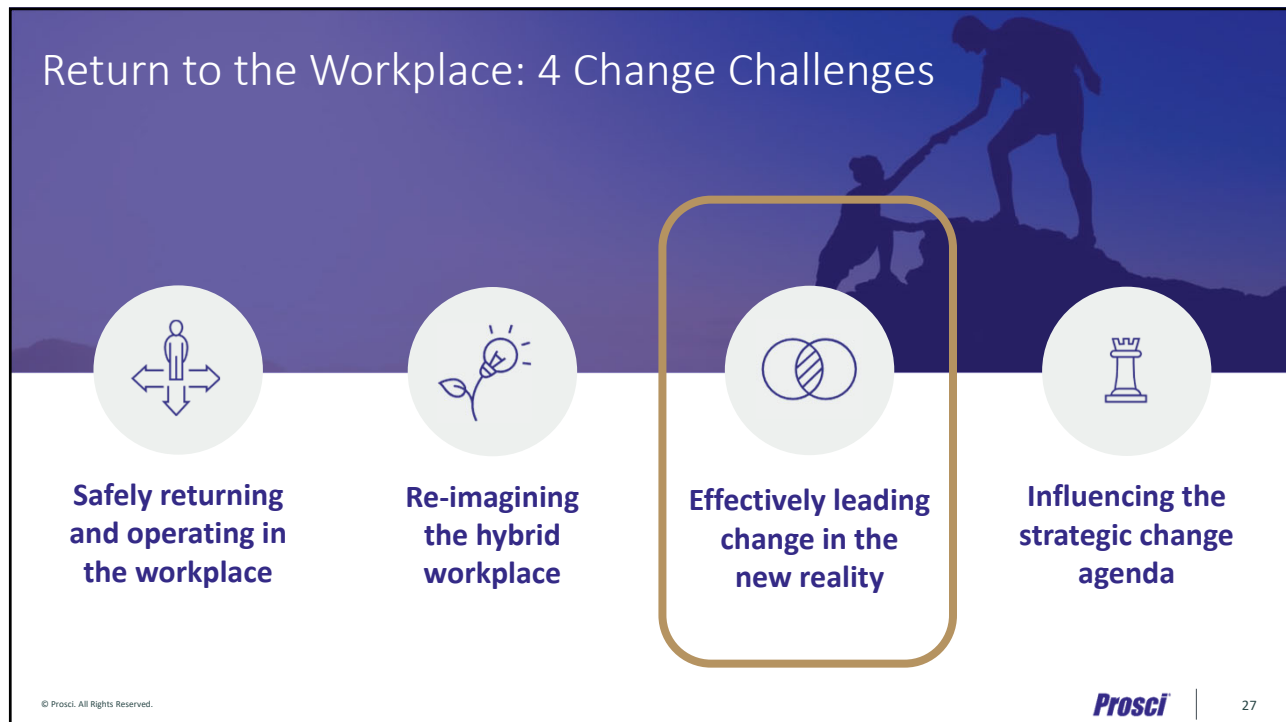 Return to the Workplace: 4 Change Challenges
Safely returning
and operating in
the workplace
Re-imagining
the hybrid
workplace
Effectively leading
change in the
new reality
Influencing the
strategic change
agenda
© Prosci. All Rights Reserved.
Prosci
27